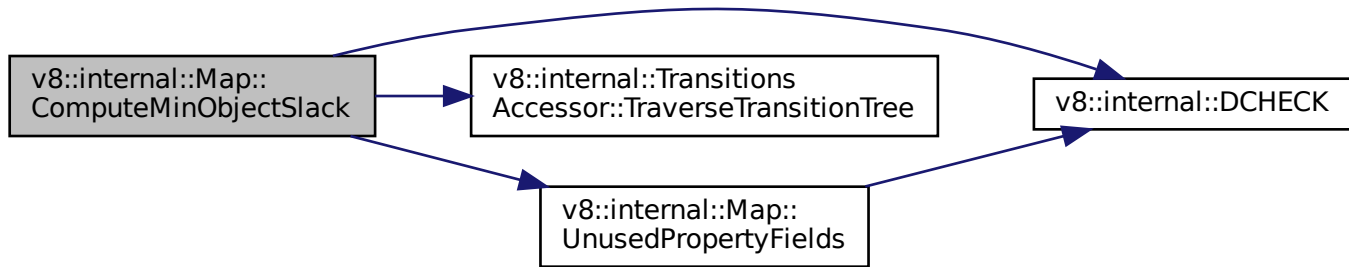 v8::internal::Map::
ComputeMinObjectSlack
v8::internal::Transitions
Accessor::TraverseTransitionTree
v8::internal::DCHECK
v8::internal::Map::
UnusedPropertyFields